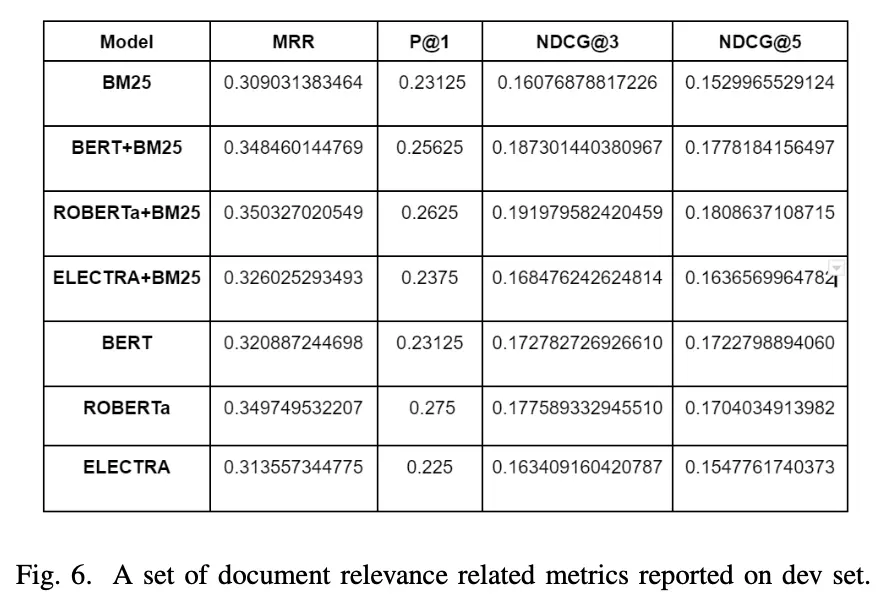 Model MRR P@1 NDCG@3 NDCG@5
BM25 0.309031383464 0.23125 0.16076878817226 0.1529965529124
BERT+BM25 0.348460144769 0.25625 0.187301440380967 0.1778184156497
ROBERTa+BM25 0.350327020549 0.2625 0.191979582420459 0.1808637108715
ELECTRA+BM25 0.326025293493 0.2375 0.168476242624814 0.1636569964782
BERT 0.320887244698 0.23125 0.172782726926610 0.1722798894060
ROBERTa 0.349749532207 0.275 0.177589332945510 0.1704034913982
ELECTRA 0.313557344775 0.225 0.163409160420787 0.1547761740373
Fig. 6. A set of document relevance related metrics reported on dev set.